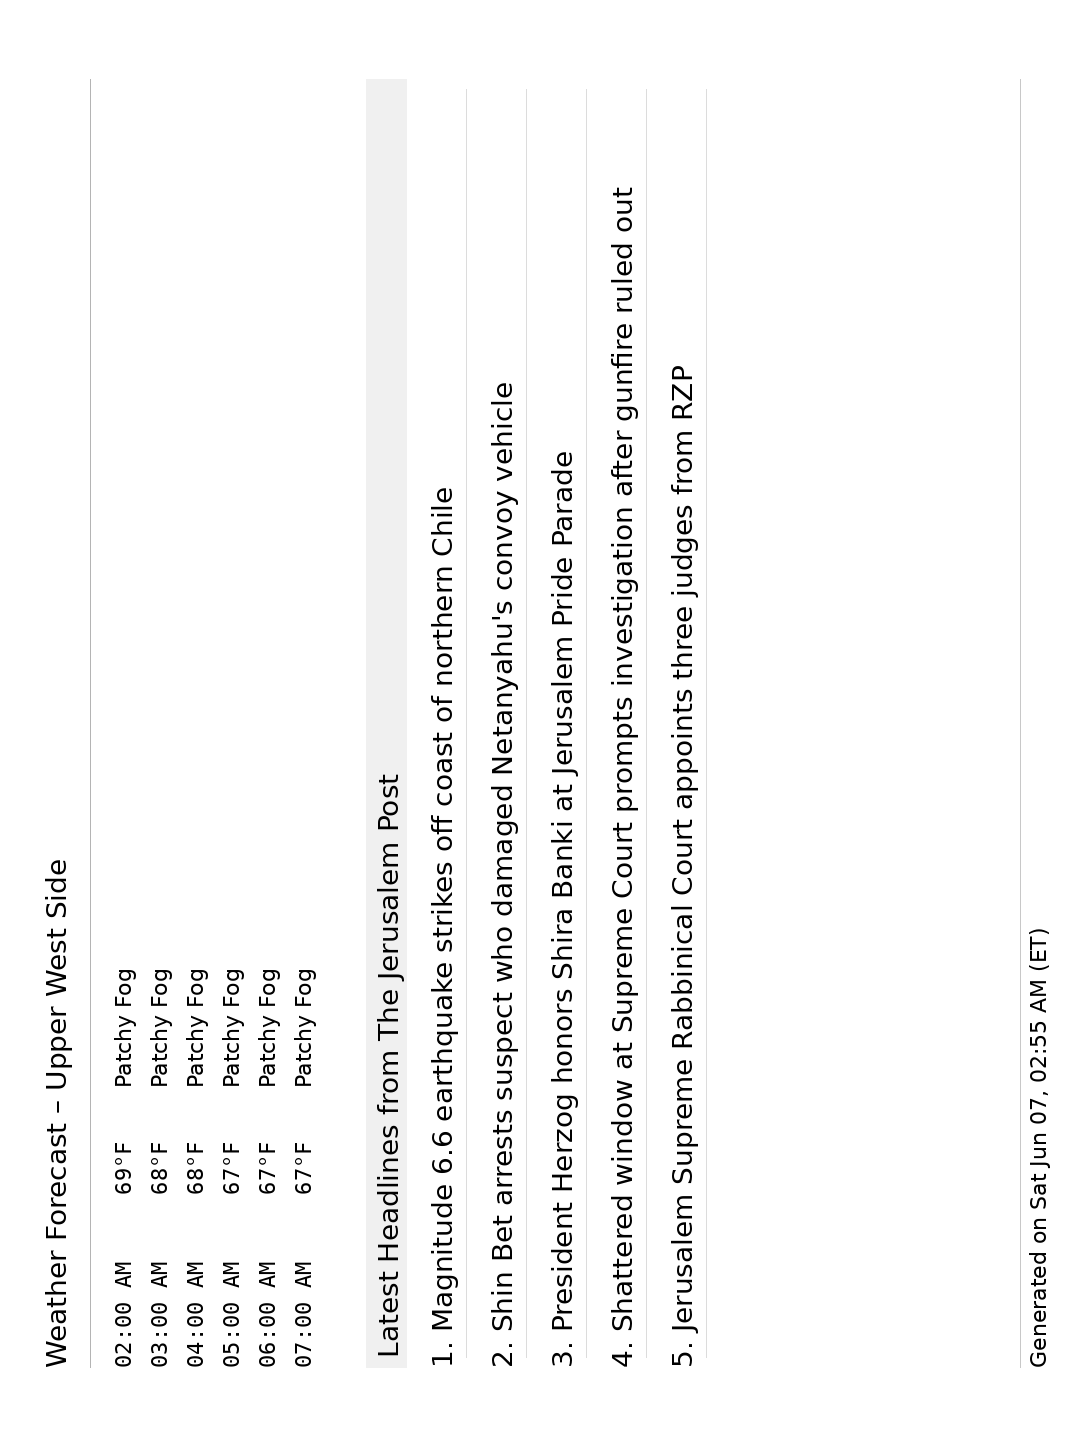 Weather Forecast – Upper West Side
02:00 AM 69°F Patchy Fog
03:00 AM 68°F Patchy Fog
04:00 AM 68°F Patchy Fog
05:00 AM 67°F Patchy Fog
06:00 AM 67°F Patchy Fog
07:00 AM 67°F Patchy Fog
Latest Headlines from The Jerusalem Post
1. Magnitude 6.6 earthquake strikes off coast of northern Chile
2. Shin Bet arrests suspect who damaged Netanyahu's convoy vehicle
3. President Herzog honors Shira Banki at Jerusalem Pride Parade
4. Shattered window at Supreme Court prompts investigation after gunfire ruled out
5. Jerusalem Supreme Rabbinical Court appoints three judges from RZP
Generated on Sat Jun 07, 02:55 AM (ET)